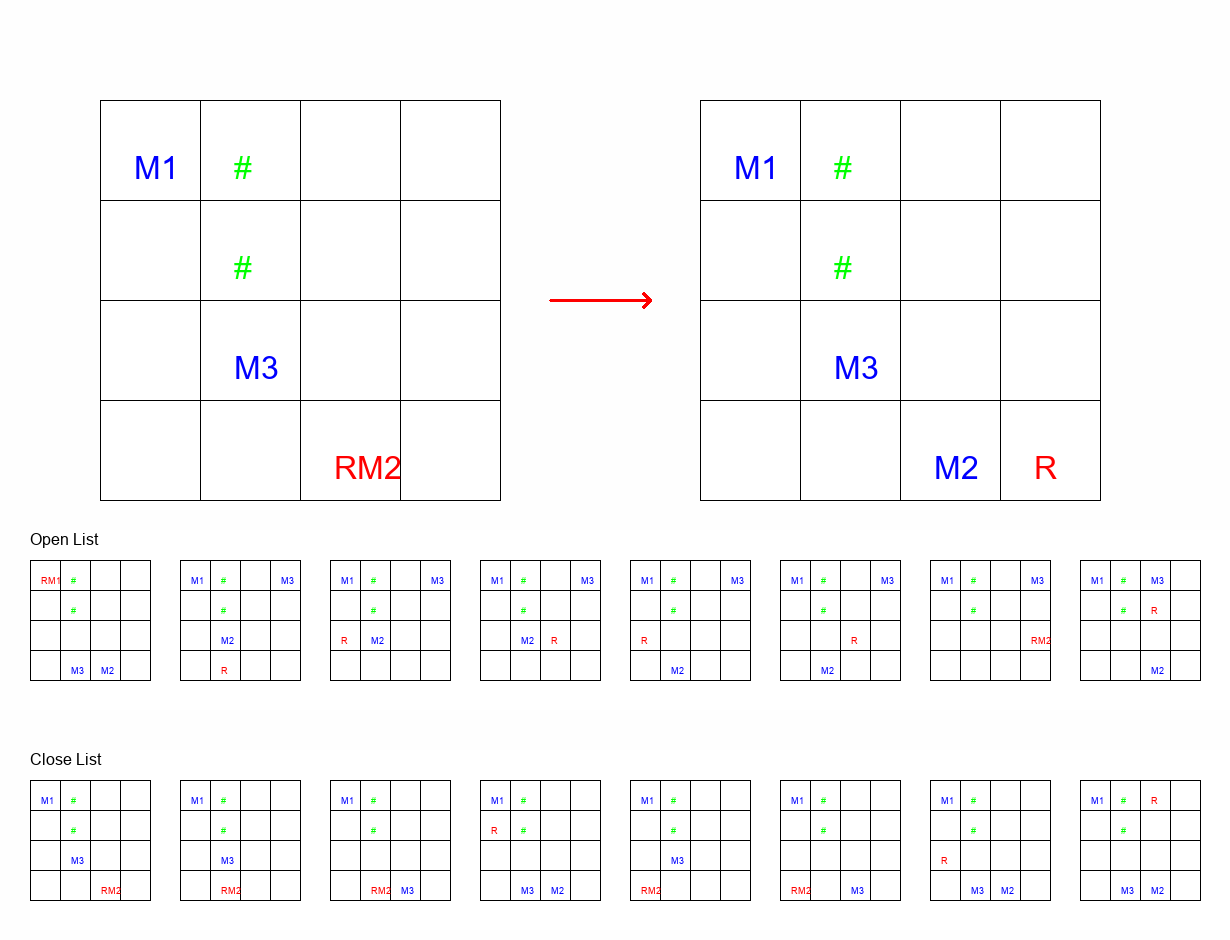 M1 # M1 #
# #
M3 M3
RM2 M2 R
Open List
RM1 # M1 # M3 M1 # M3 M1 # M3 M1 # M3 M1 # M3 M1 # M3 M1 # M3
# # # # # # # # R
M2 R M2 M2 R R R RM2
M3 M2 R M2 M2 M2
Close List
M1 # M1 # M1 # M1 # M1 # M1 # M1 # M1 # R
# # # R # # # # #
M3 M3 M3 R
RM2 RM2 RM2 M3 M3 M2 RM2 RM2 M3 M3 M2 M3 M2